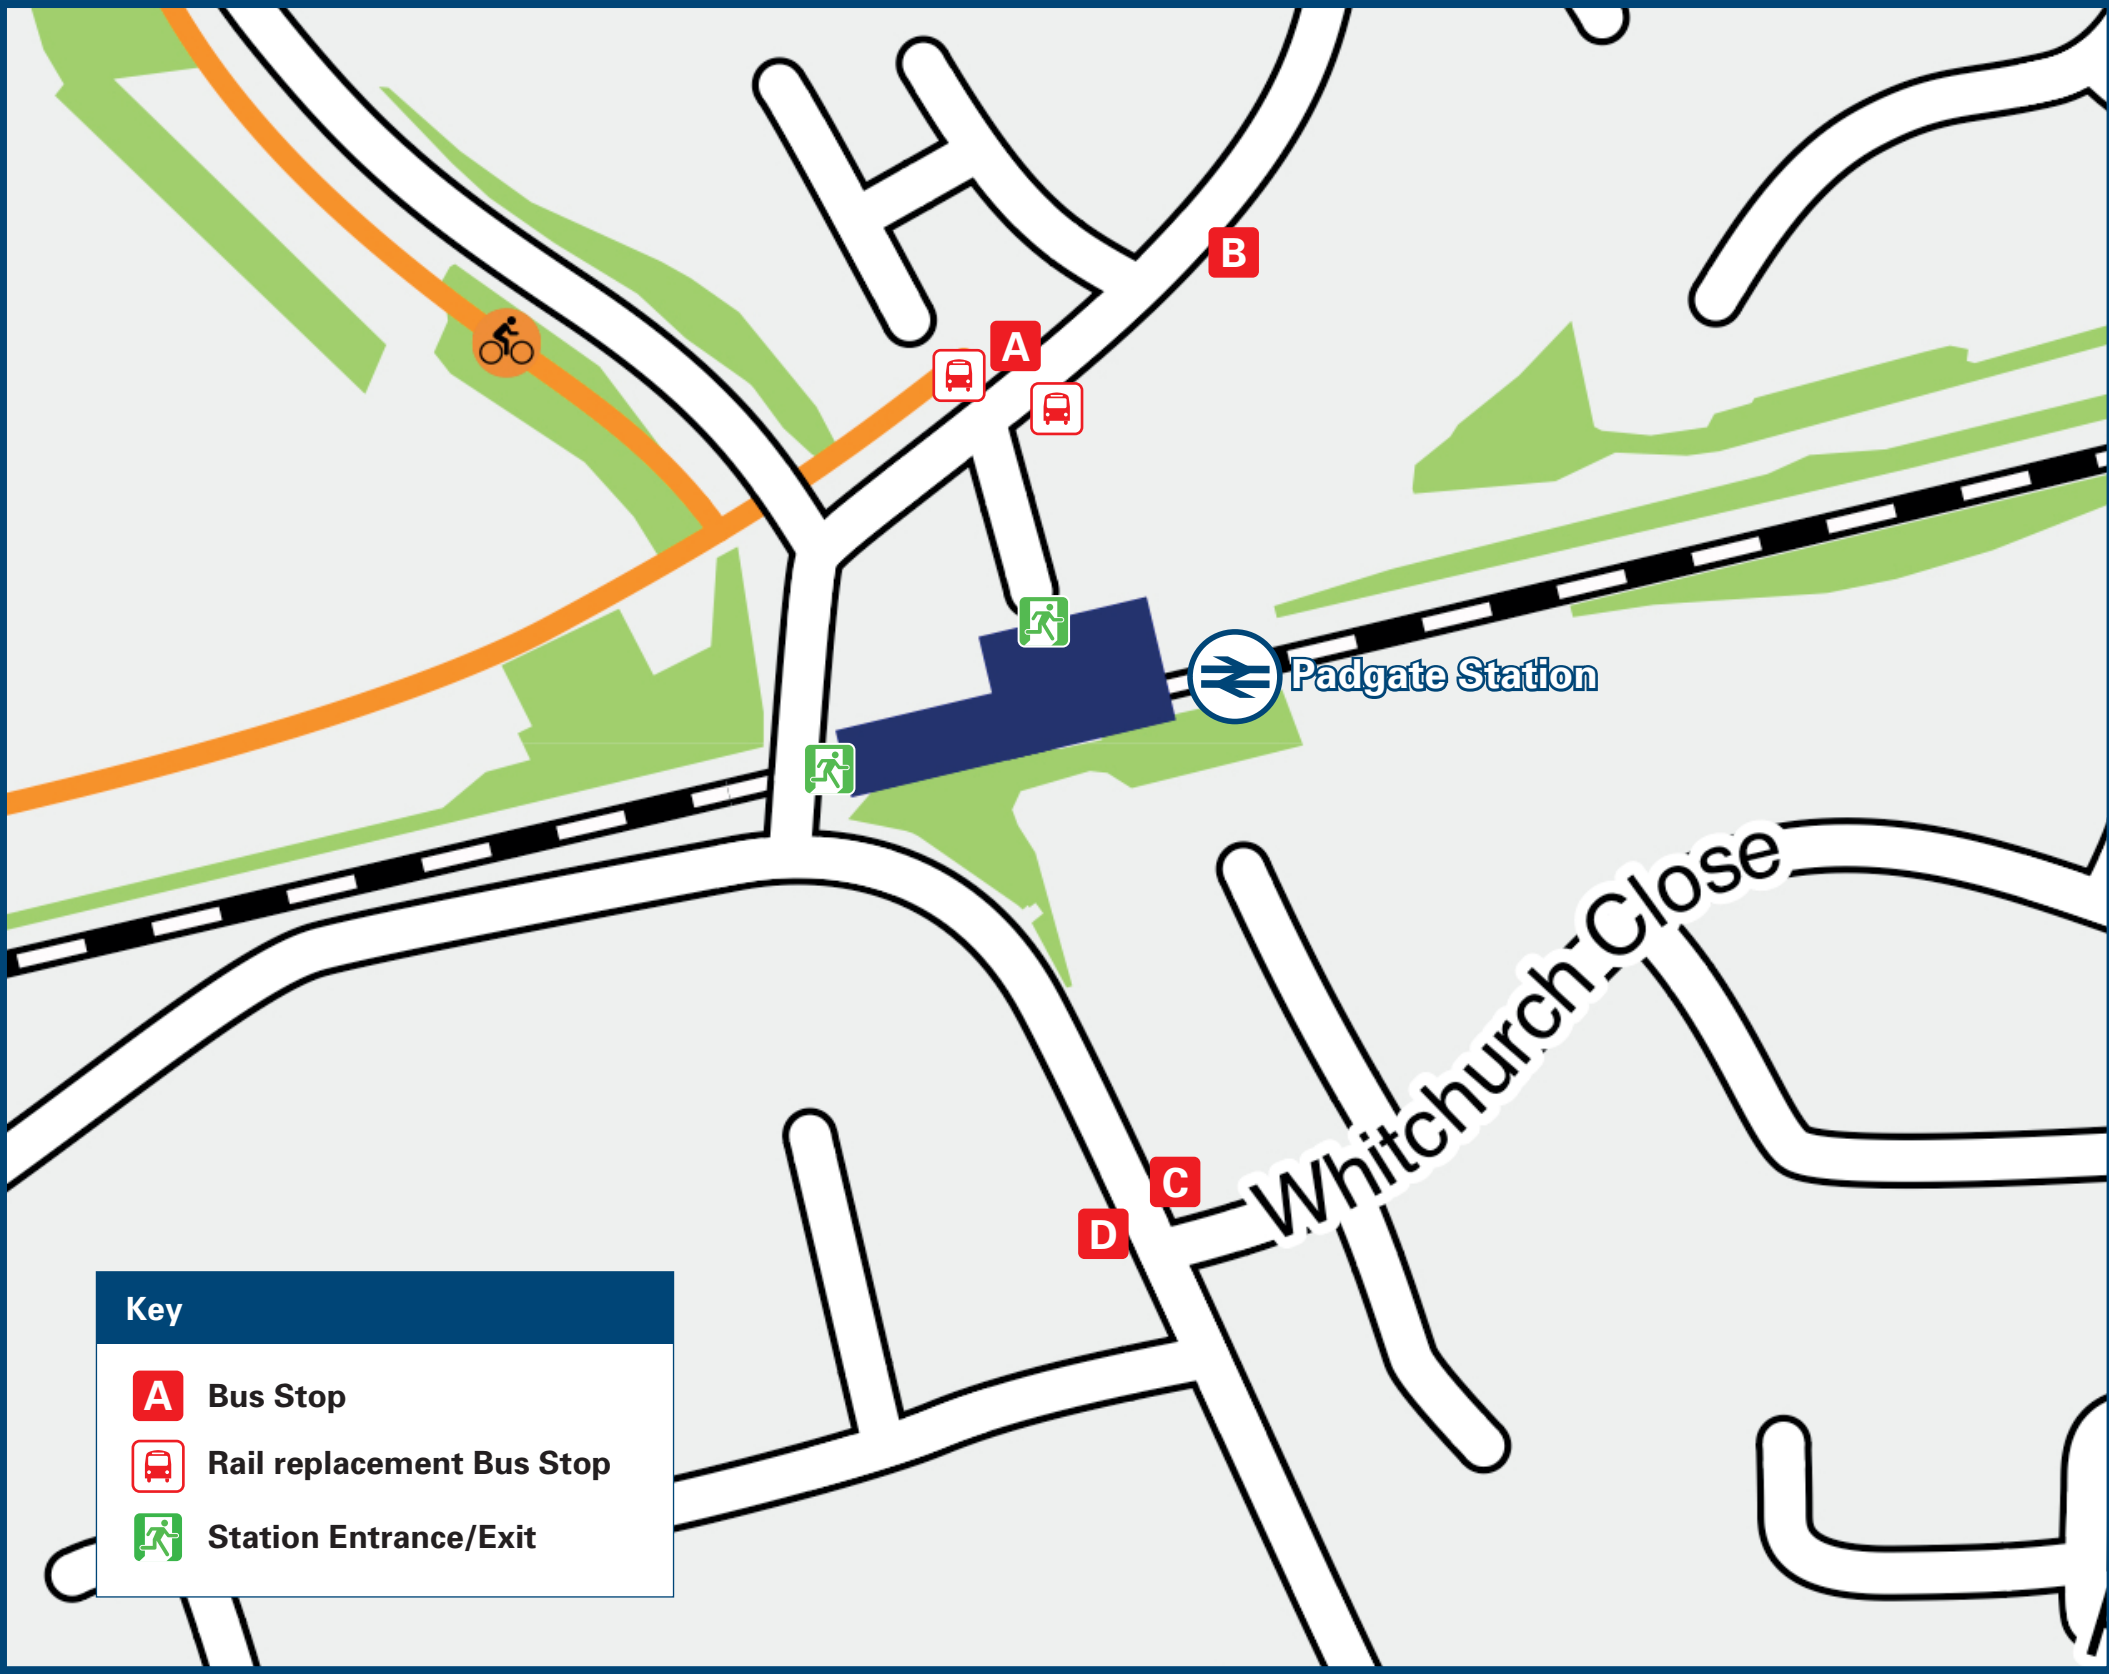 B
A
Padgate Station
Whitchurch Close
C
D
Key
A Bus Stop
Rail replacement Bus Stop
Station Entrance/Exit